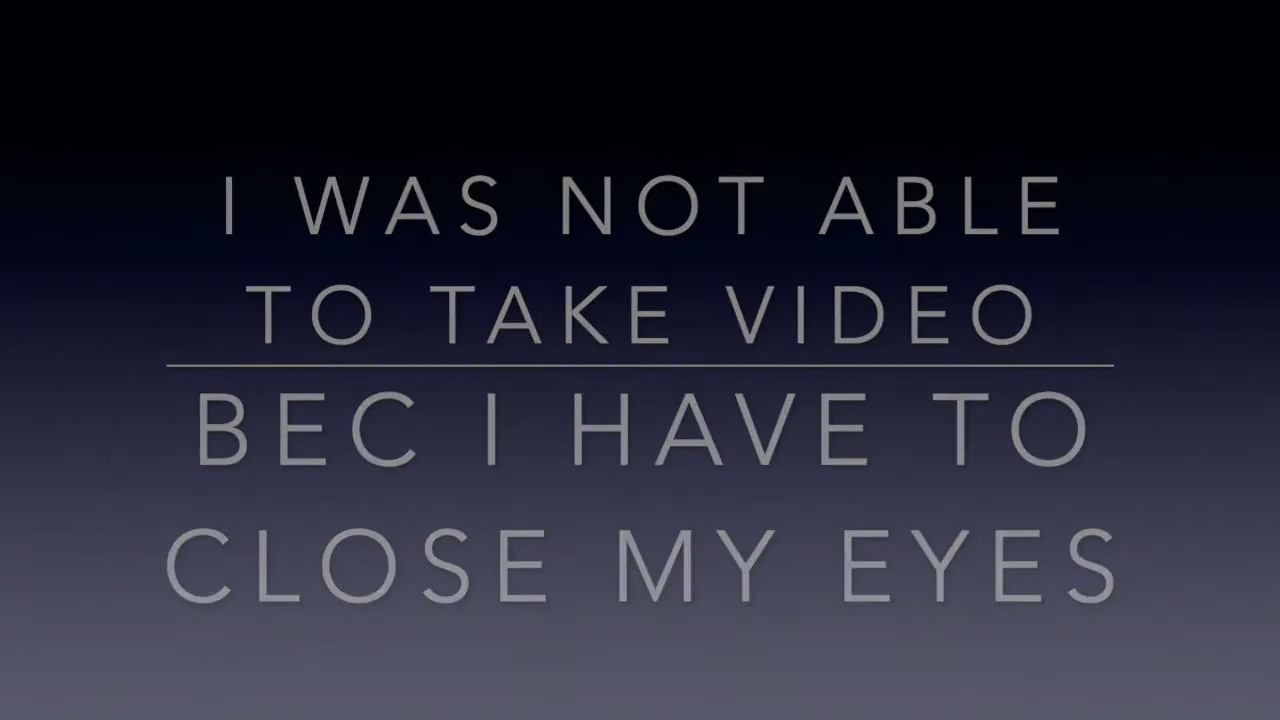 I WAS NOT ABLE
TO TAKE VIDEO
BEC I HAVE TO
CLOSE MY EYES